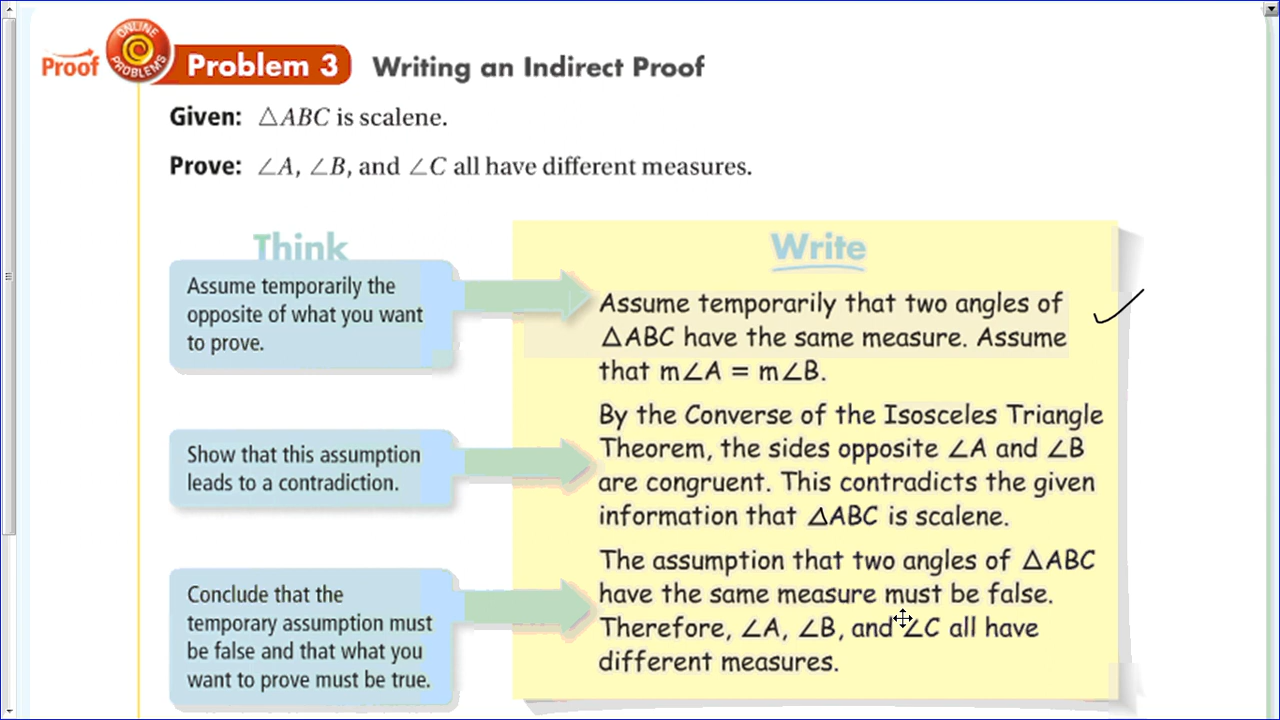 Proof
ONLINE
PROBLEMS
Problem 3 Writing an Indirect Proof
Given: △ABC is scalene.
Prove: ∠A, ∠B, and ∠C all have different measures.
Think
Assume temporarily the
opposite of what you want
to prove.
Show that this assumption
leads to a contradiction.
Conclude that the
temporary assumption must
be false and that what you
want to prove must be true.
Write
Assume temporarily that two angles of
△ABC have the same measure. Assume
that m∠A = m∠B.
By the Converse of the Isosceles Triangle
Theorem, the sides opposite ∠A and ∠B
are congruent. This contradicts the given
information that △ABC is scalene.
The assumption that two angles of △ABC
have the same measure must be false.
Therefore, ∠A, ∠B, and ∠C all have
different measures.